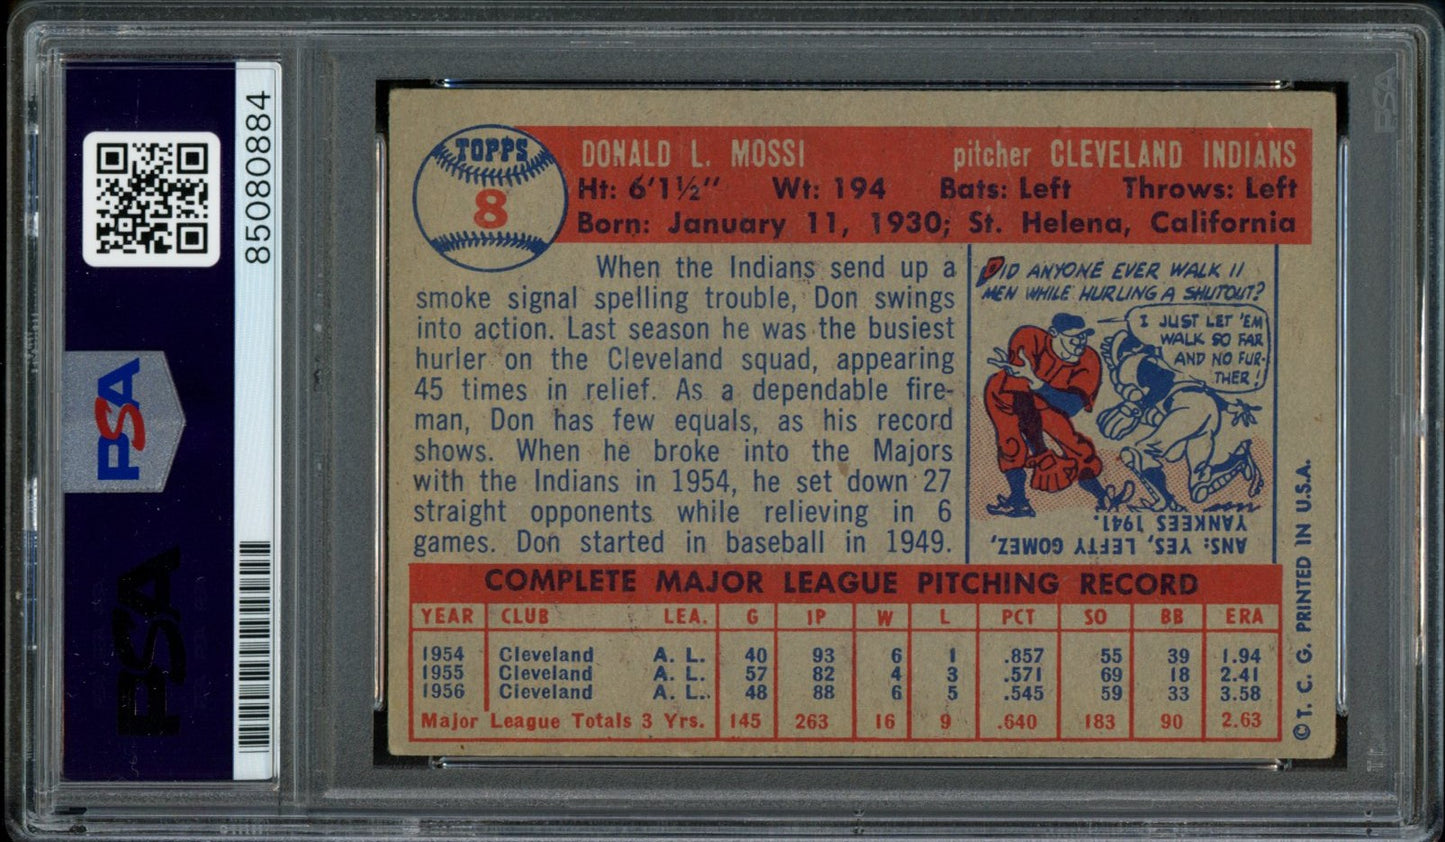 85080884
PSA
PSA
PSA
TOPPS
8
DONALD L. MOSSI pitcher CLEVELAND INDIANS
Ht: 6'1½" Wt: 194 Bats: Left Throws: Left
Born: January 11, 1930; St. Helena, California
When the Indians send up a
smoke signal spelling trouble, Don swings
into action. Last season he was the busiest
hurler on the Cleveland squad, appearing
45 times in relief. As a dependable fire-
man, Don has few equals, as his record
shows. When he broke into the Majors
with the Indians in 1954, he set down 27
straight opponents while relieving in 6
games. Don started in baseball in 1949.
DID ANYONE EVER WALK 11
MEN WHILE HURLING A SHUTOUT?
I JUST LET 'EM
WALK SO FAR
AND NO FUR-
THER!
ANS: YES, LEFTY GOMEZ,
YANKEES 1941.
COMPLETE MAJOR LEAGUE PITCHING RECORD
YEAR CLUB LEA. G IP W L PCT SO BB ERA
1954 Cleveland A. L. 40 93 6 1 .857 55 39 1.94
1955 Cleveland A. L. 57 82 4 3 .571 69 18 2.41
1956 Cleveland A. L. 48 88 6 5 .545 59 33 3.58
Major League Totals 3 Yrs. 145 263 16 9 .640 183 90 2.63
©T. C. G. PRINTED IN U.S.A.